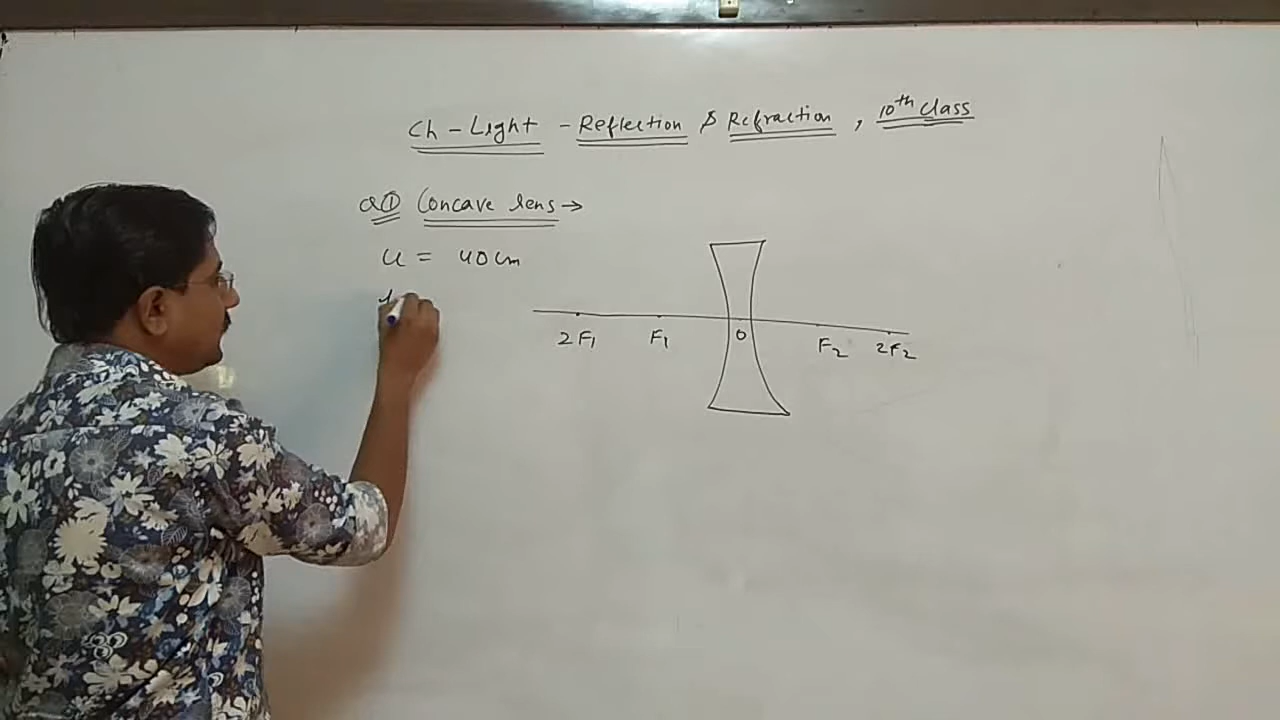 Ch - Light - Reflection & Refraction, 10th Class
Q① Concave lens →
u = 40 cm
2F₁ F₁ O F₂ 2F₂